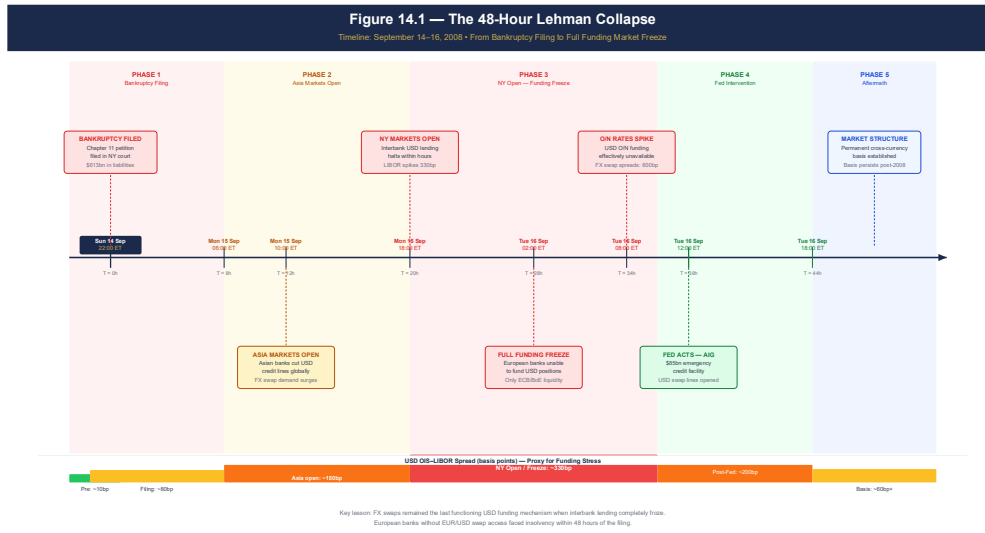 Figure 14.1 — The 48-Hour Lehman Collapse
Timeline: September 14–16, 2008 • From Bankruptcy Filing to Full Funding Market Freeze
PHASE 1
Bankruptcy Filing
PHASE 2
Asia Markets Open
PHASE 3
NY Open — Funding Freeze
PHASE 4
Fed Intervention
PHASE 5
Aftermath
BANKRUPTCY FILED
Chapter 11 petition
filed in NY court
$613bn in liabilities
NY MARKETS OPEN
Interbank USD lending
halts within hours
LIBOR spikes 330bp
O/N RATES SPIKE
USD O/N funding
effectively unavailable
FX swap spreads: 600bp
MARKET STRUCTURE
Permanent cross-currency
basis established
Basis persists post-2008
Sun 14 Sep
22:00 ET
Mon 15 Sep
06:00 ET
Mon 15 Sep
10:00 ET
Mon 15 Sep
18:00 ET
Tue 16 Sep
02:00 ET
Tue 16 Sep
08:00 ET
Tue 16 Sep
12:00 ET
Tue 16 Sep
18:00 ET
T = 0h
T = 8h
T = 12h
T = 20h
T = 28h
T = 34h
T = 44h
ASIA MARKETS OPEN
Asian banks cut USD
credit lines globally
FX swap demand surges
FULL FUNDING FREEZE
European banks unable
to fund USD positions
Only ECB/BoE liquidity
FED ACTS — AIG
$85bn emergency
credit facility
USD swap lines opened
USD OIS–LIBOR Spread (basis points) — Proxy for Funding Stress
NY Open / Freeze: ~330bp
Post-Fed: ~200bp
Asia open: ~180bp
Pre: ~10bp
Filing: ~80bp
Basis: ~60bp+
Key lesson: FX swaps remained the last functioning USD funding mechanism when interbank lending completely froze.
European banks without EUR/USD swap access faced insolvency within 48 hours of the filing.